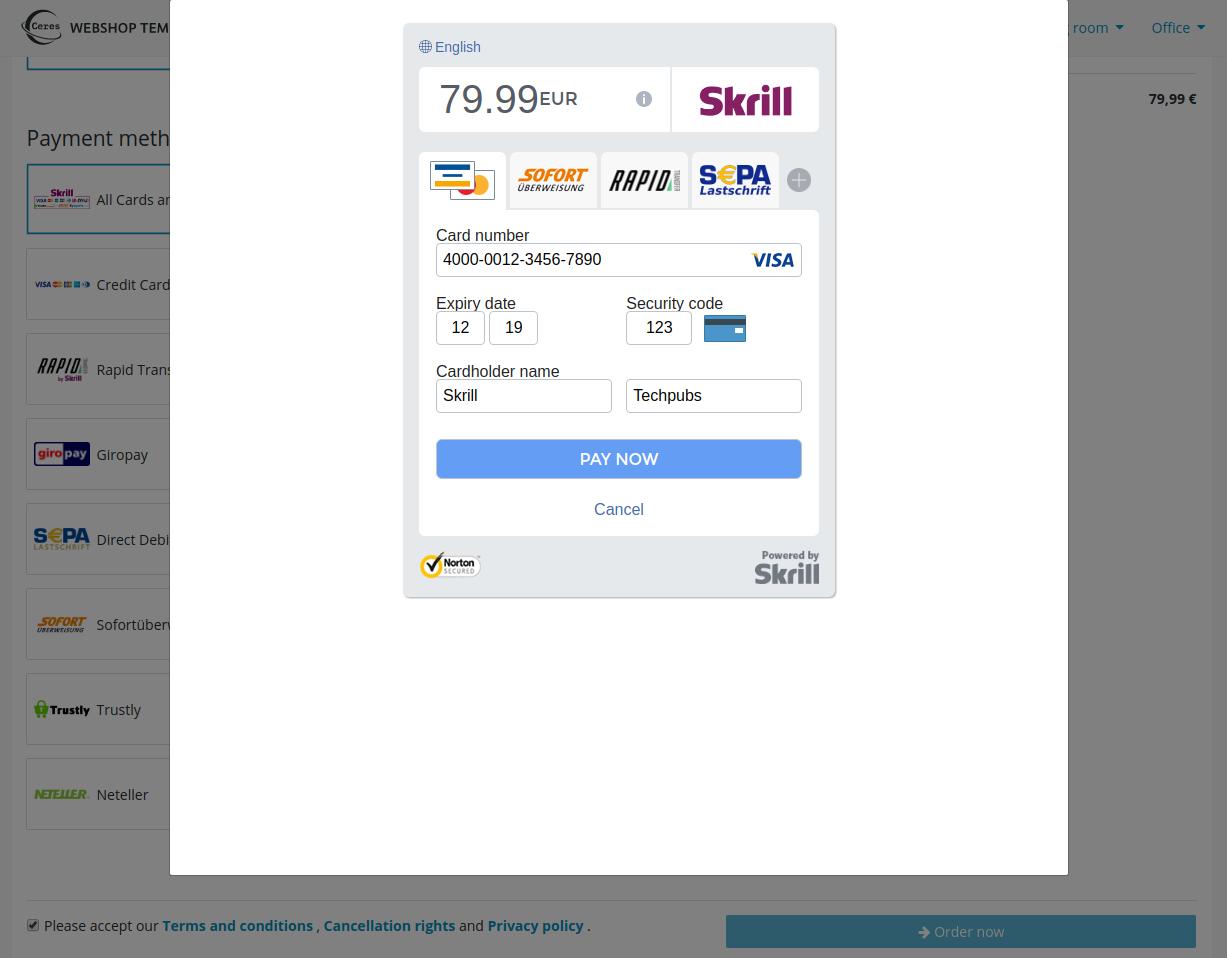 Ceres
WEBSHOP TEM
room
Office
English
79.99EUR
Skrill
79,99 €
Payment meth
SOFORT
ÜBERWEISUNG
RAPID
TRANSFER
S€PA
Lastschrift
Skrill
All Cards ar
Card number
4000-0012-3456-7890
VISA
VISA
Credit Card
Expiry date
Security code
12
19
123
RAPID
by Skrill
Rapid Trans
Cardholder name
Skrill
Techpubs
giropay
Giropay
PAY NOW
Cancel
S€PA
LASTSCHRIFT
Direct Debi
Norton
SECURED
Powered by
Skrill
SOFORT
ÜBERWEISUNG
Sofortüberv
Trustly
Trustly
NETELLER
Neteller
Please accept our Terms and conditions , Cancellation rights and Privacy policy .
Order now